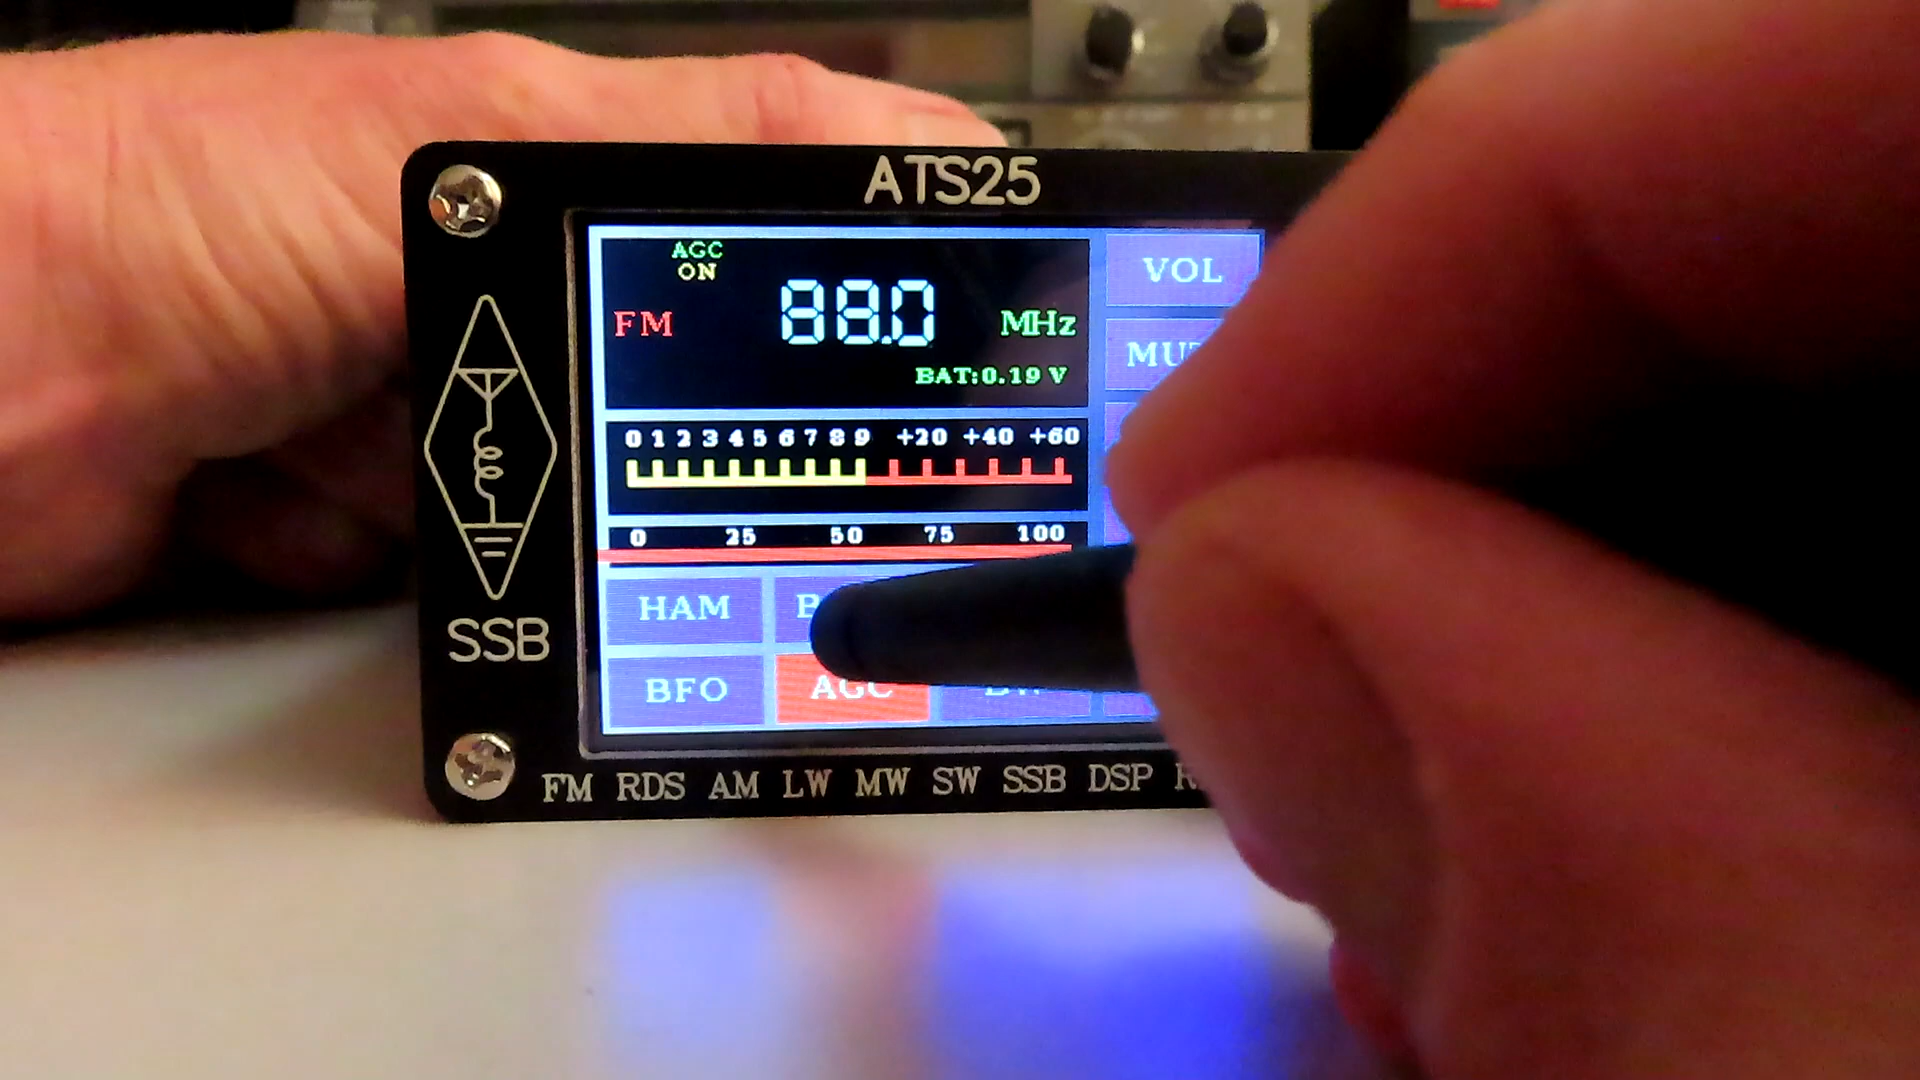 ATS25
AGC
ON
FM 88.0 MHz
BAT:0.19 V
VOL
0 1 2 3 4 5 6 7 8 9 +20 +40 +60
0 25 50 75 100
HAM
BFO AGC
SSB
FM RDS AM LW MW SW SSB DSP